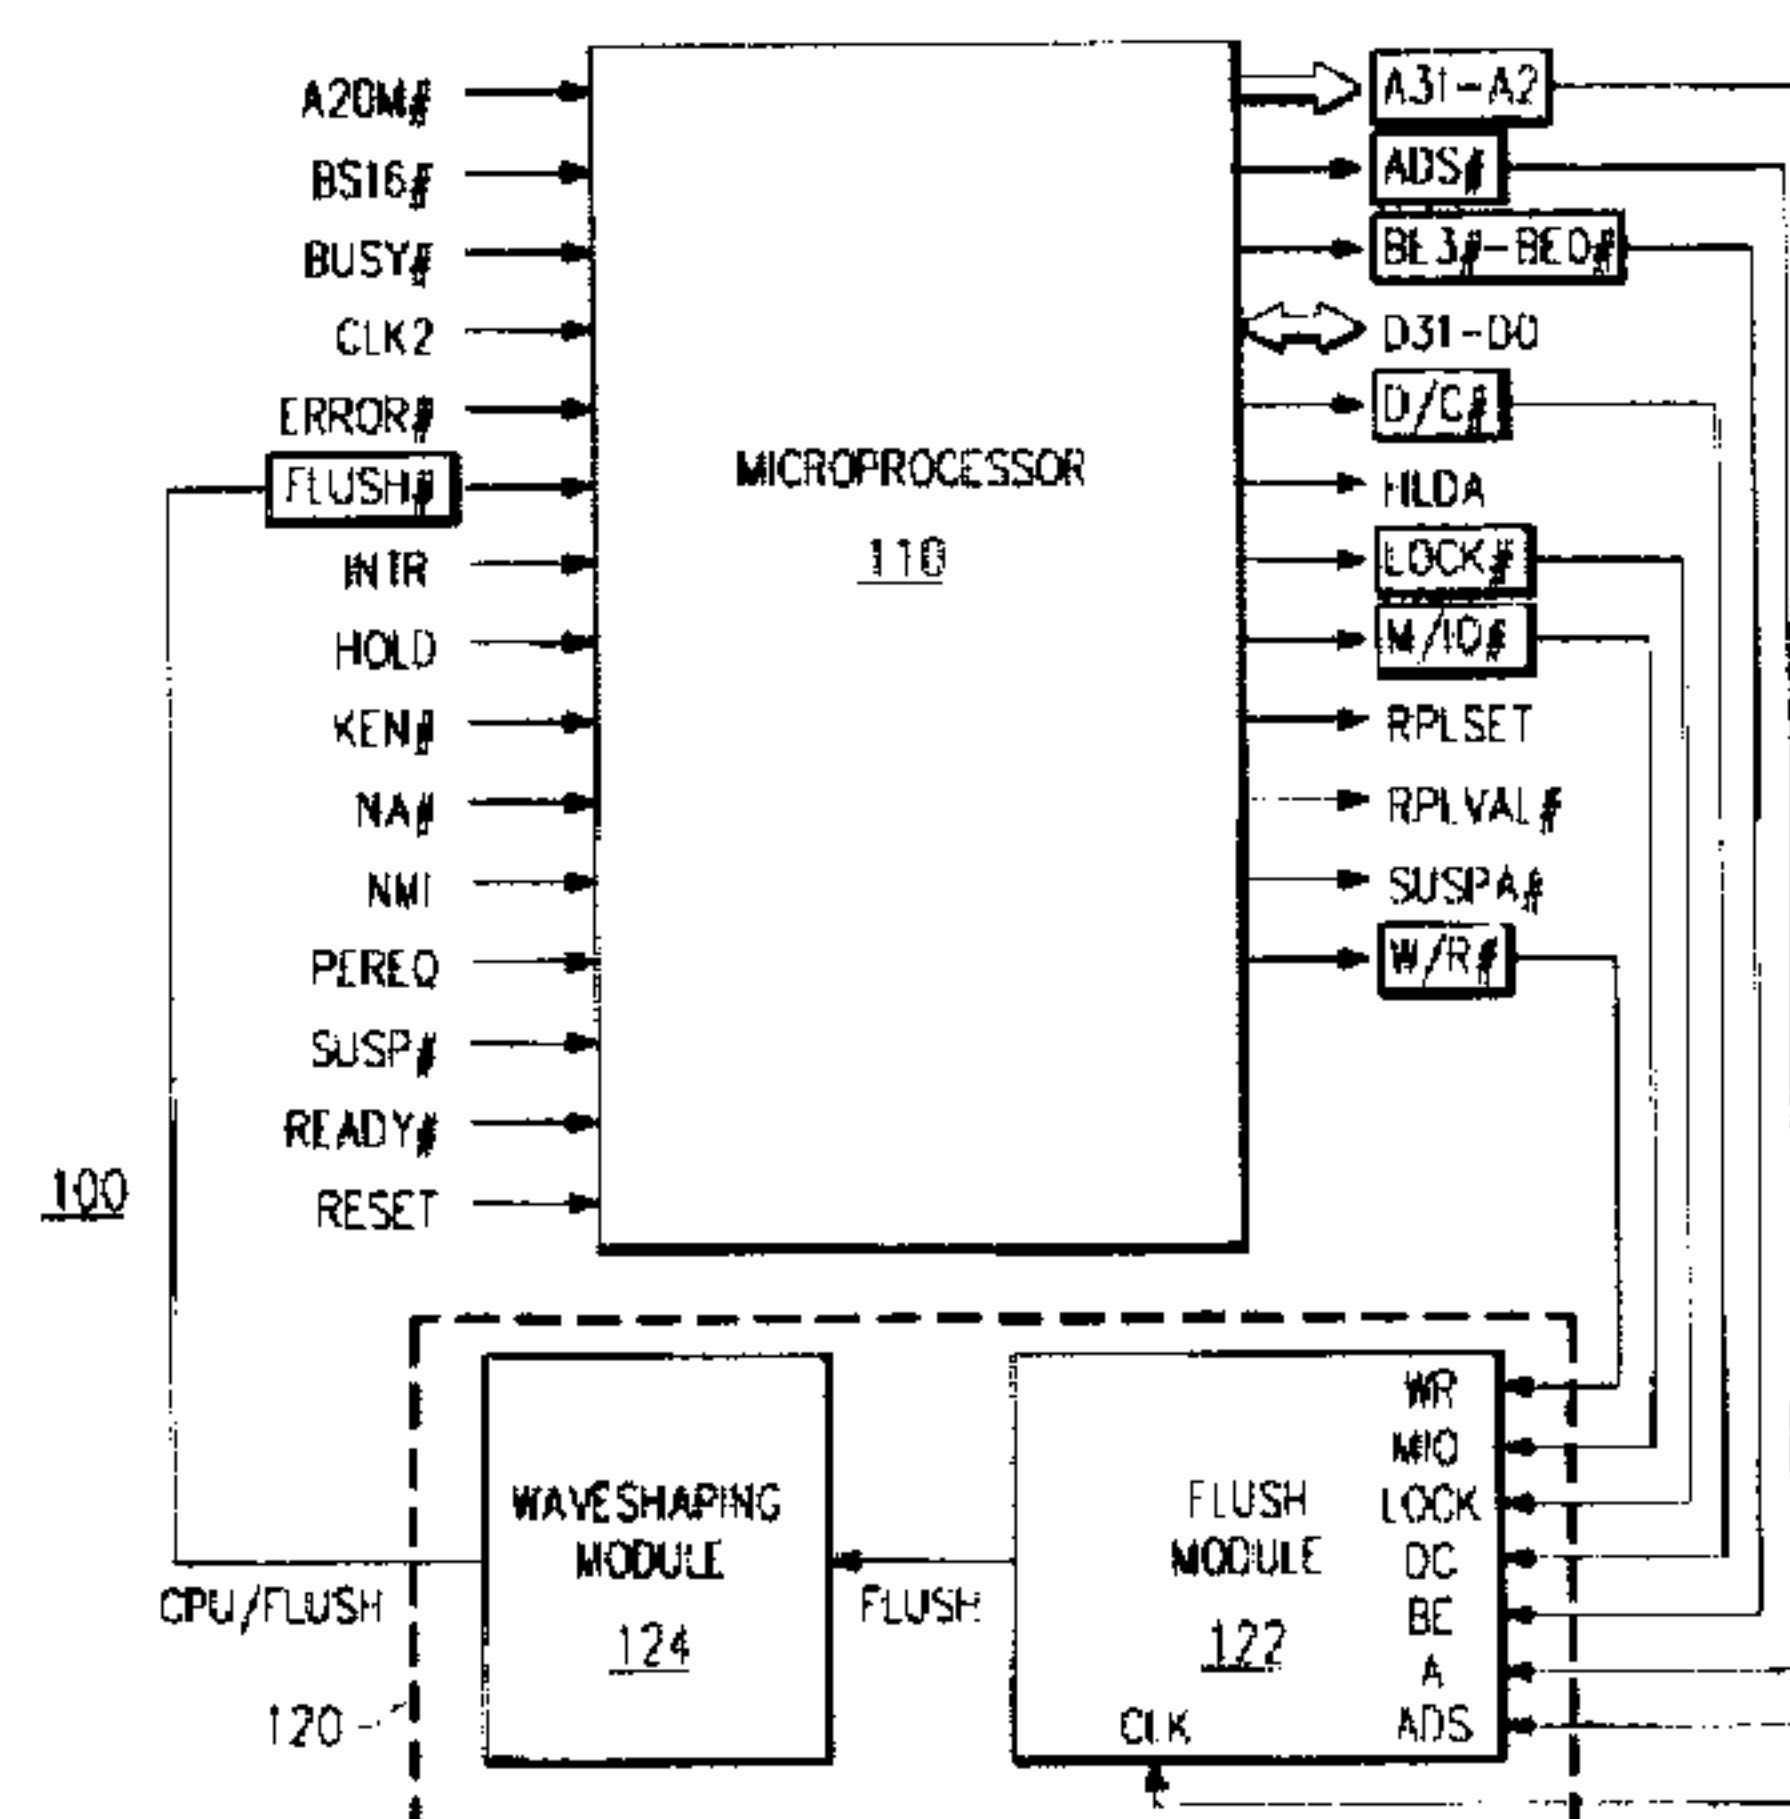 A20M#
BS16#
BUSY#
CLK2
ERROR#
FLUSH#
INTR
HOLD
KEN#
NA#
NMI
PEREQ
SUSP#
READY#
RESET
100
MICROPROCESSOR
110
A31-A2
ADS#
BE3#-BE0#
D31-D0
D/C#
HLDA
LOCK#
M/IO#
RPLSET
RPLVAL#
SUSPA#
W/R#
CPU/FLUSH
120
WAVESHAPING
MODULE
124
FLUSH
FLUSH
MODULE
122
CLK
WR
MIO
LOCK
DC
BE
A
ADS